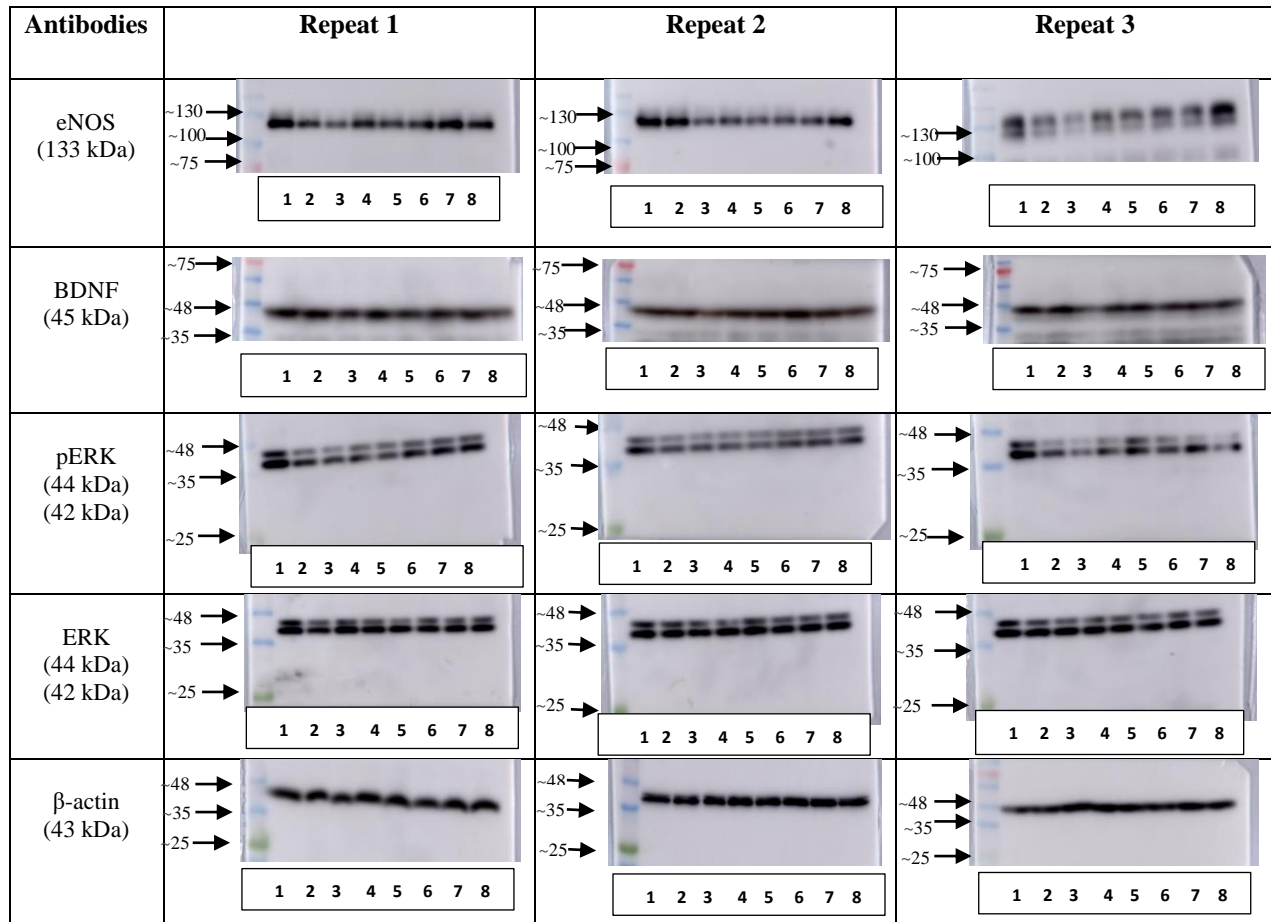 Antibodies Repeat 1 Repeat 2 Repeat 3
eNOS
(133 kDa)
~130
~100
~75
1 2 3 4 5 6 7 8
~130
~100
~75
1 2 3 4 5 6 7 8
~130
~100
1 2 3 4 5 6 7 8
BDNF
(45 kDa)
~75
~48
~35
1 2 3 4 5 6 7 8
~75
~48
~35
1 2 3 4 5 6 7 8
~75
~48
~35
1 2 3 4 5 6 7 8
pERK
(44 kDa)
(42 kDa)
~48
~35
~25
1 2 3 4 5 6 7 8
~48
~35
~25
1 2 3 4 5 6 7 8
~48
~35
~25
1 2 3 4 5 6 7 8
ERK
(44 kDa)
(42 kDa)
~48
~35
~25
1 2 3 4 5 6 7 8
~48
~35
~25
1 2 3 4 5 6 7 8
~48
~35
~25
1 2 3 4 5 6 7 8
β-actin
(43 kDa)
~48
~35
~25
1 2 3 4 5 6 7 8
~48
~35
~25
1 2 3 4 5 6 7 8
~48
~35
~25
1 2 3 4 5 6 7 8